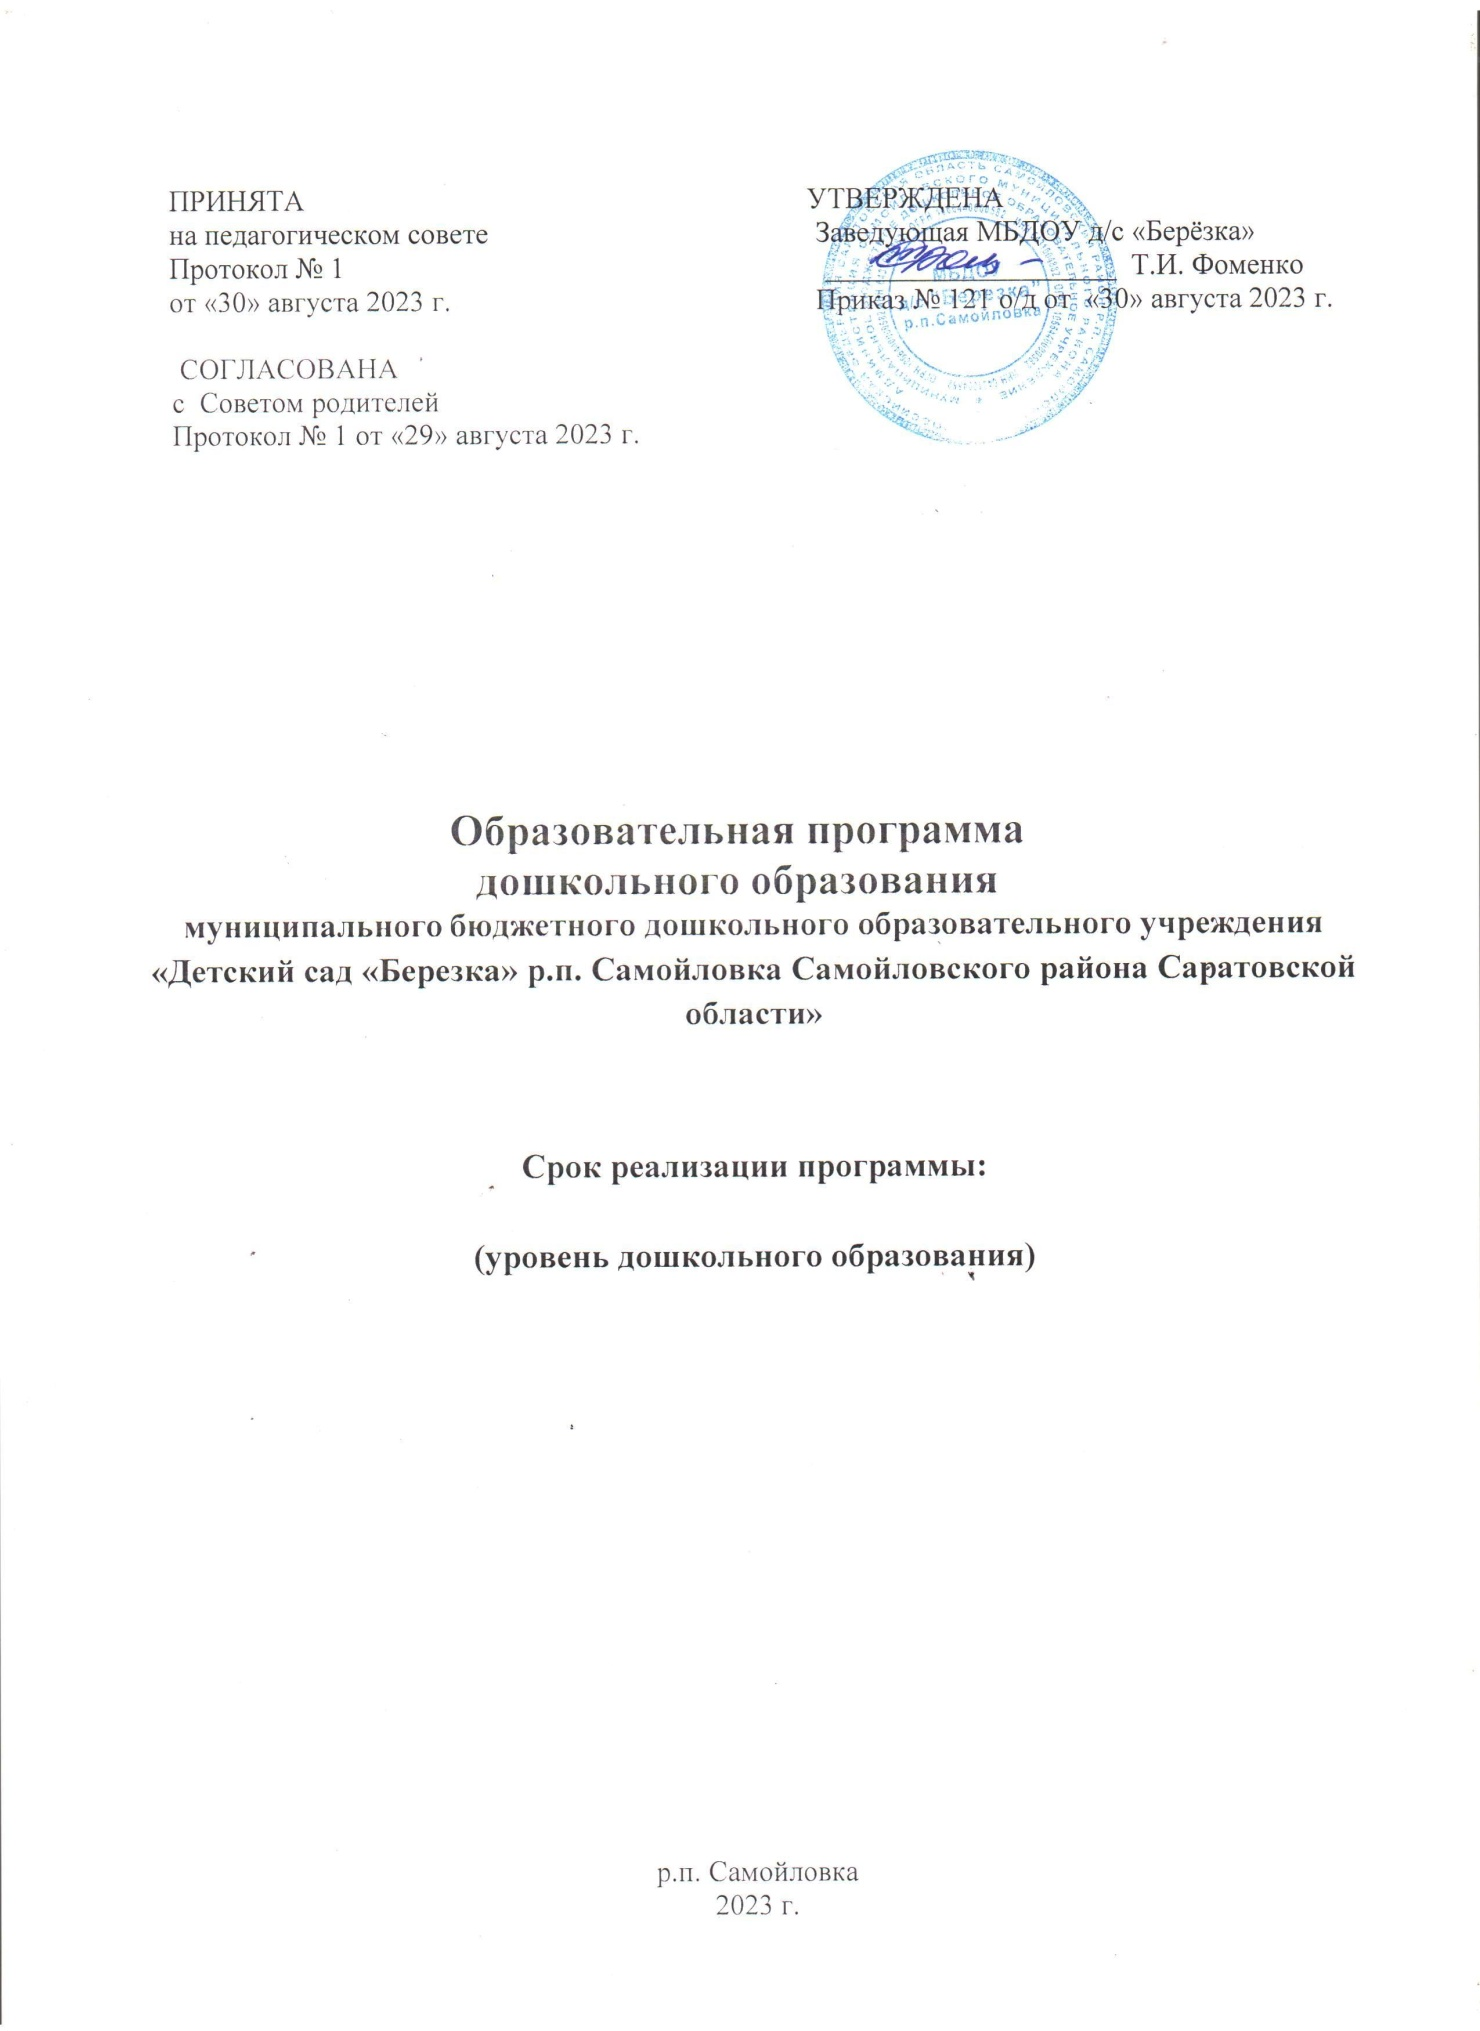 ПРИНЯТА
на педагогическом совете
Протокол № 1
от «30» августа 2023 г.
СОГЛАСОВАНА
с Советом родителей
Протокол № 1 от «29» августа 2023 г.
УТВЕРЖДЕНА
Заведующая МБДОУ д/с «Берёзка»
Т.И. Фоменко
Приказ № 121 о/д от «30» августа 2023 г.
МБДОУ
д/с "Березка"
р.п.Самойловка
Образовательная программа
дошкольного образования
муниципального бюджетного дошкольного образовательного учреждения
«Детский сад «Березка» р.п. Самойловка Самойловского района Саратовской
области»
Срок реализации программы:
(уровень дошкольного образования)
р.п. Самойловка
2023 г.